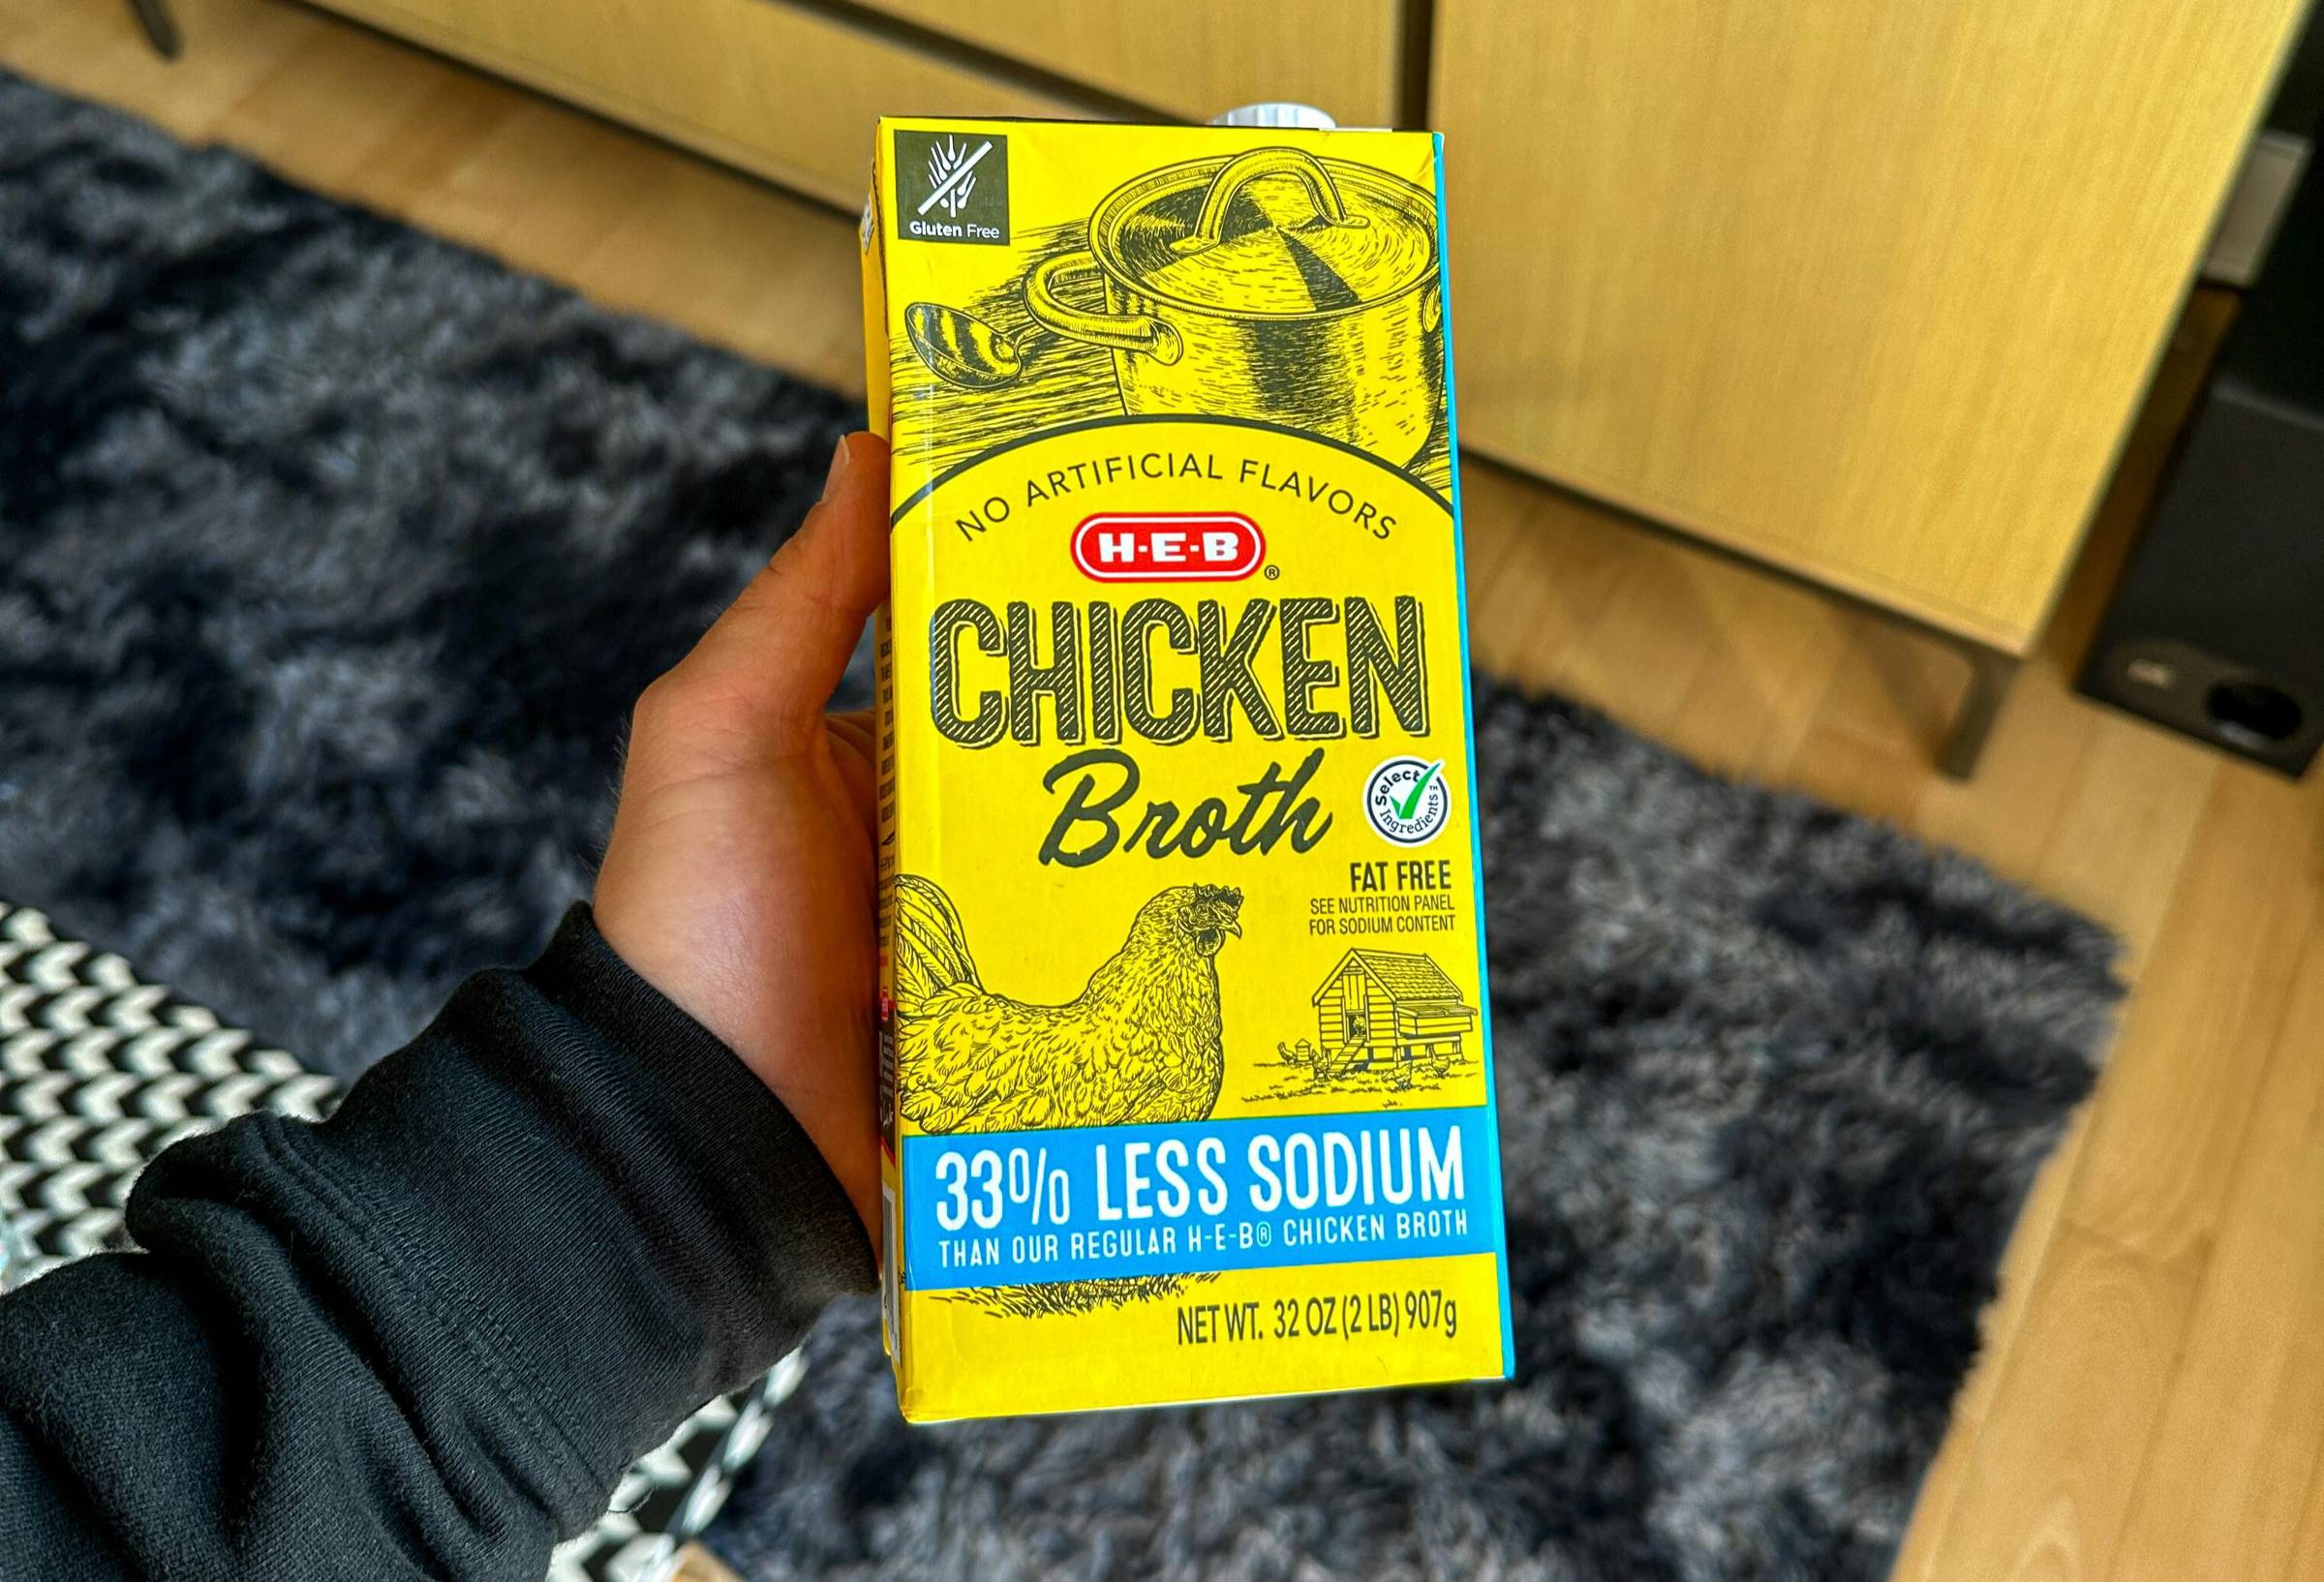 Gluten Free
NO ARTIFICIAL FLAVORS
H-E-B®
CHICKEN
Broth
Select
Ingredients™
FAT FREE
SEE NUTRITION PANEL
FOR SODIUM CONTENT
33% LESS SODIUM
THAN OUR REGULAR H-E-B® CHICKEN BROTH
NET WT. 32 OZ (2 LB) 907g